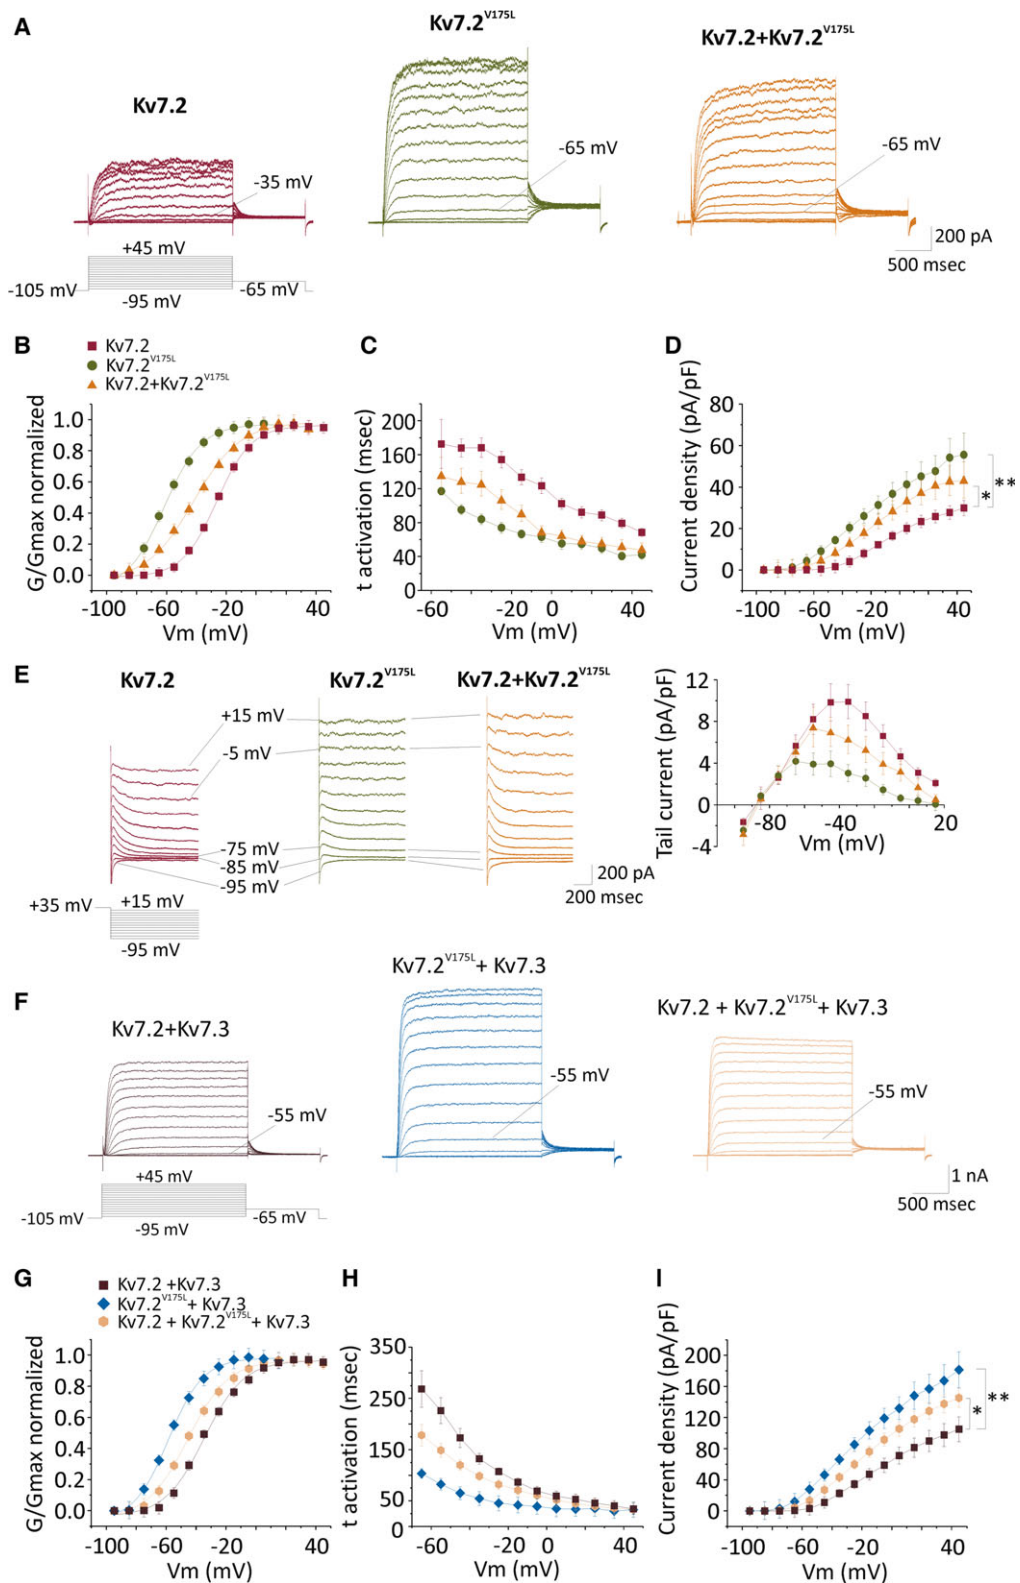 A
Kv7.2
Kv7.2V175L
Kv7.2+Kv7.2V175L
-35 mV
-65 mV
-65 mV
+45 mV
-105 mV
-65 mV
-95 mV
200 pA
500 msec
B
Kv7.2
Kv7.2V175L
Kv7.2+Kv7.2V175L
G/Gmax normalized
1.0
0.8
0.6
0.4
0.2
0.0
-100 -60 -20 0 40
Vm (mV)
C
t activation (msec)
200
160
120
80
40
0
-60 -40 -20 0 20 40
Vm (mV)
D
Current density (pA/pF)
80
60
40
20
0
-100 -60 -20 0 40
Vm (mV)
*
**
E
Kv7.2
Kv7.2V175L
Kv7.2+Kv7.2V175L
+15 mV
-5 mV
-75 mV
-85 mV
-95 mV
+35 mV
+15 mV
-95 mV
200 pA
200 msec
Tail current (pA/pF)
12
8
4
0
-4
-80 -40 20
Vm (mV)
F
Kv7.2+Kv7.3
Kv7.2V175L+ Kv7.3
Kv7.2 + Kv7.2V175L+ Kv7.3
-55 mV
-55 mV
-55 mV
+45 mV
-105 mV
-65 mV
-95 mV
1 nA
500 msec
G
Kv7.2 +Kv7.3
Kv7.2V175L+ Kv7.3
Kv7.2 + Kv7.2V175L+ Kv7.3
G/Gmax normalized
1.0
0.8
0.6
0.4
0.2
0.0
-100 -60 -20 0 40
Vm (mV)
H
t activation (msec)
350
250
150
50
0
-60 -40 -20 0 20 40
Vm (mV)
I
Current density (pA/pF)
200
160
120
80
40
0
-100 -60 -20 0 40
Vm (mV)
*
**